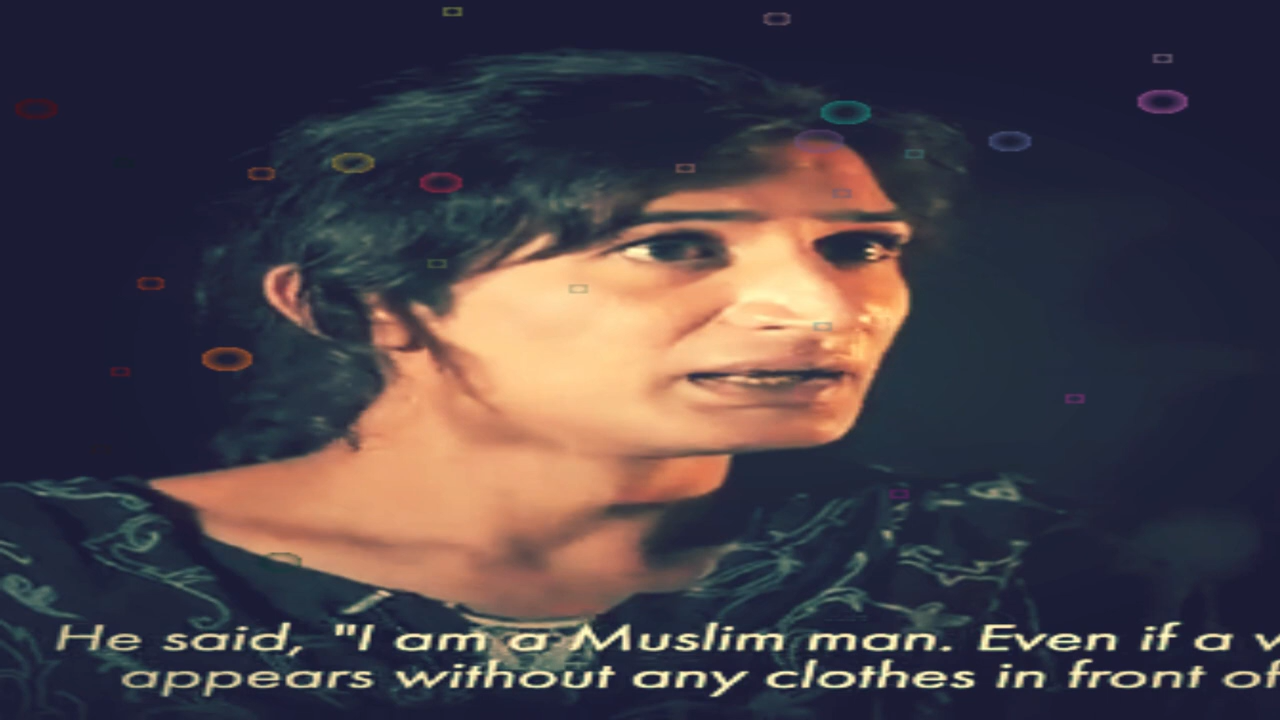 He said, "I am a Muslim man. Even if a
appears without any clothes in front of